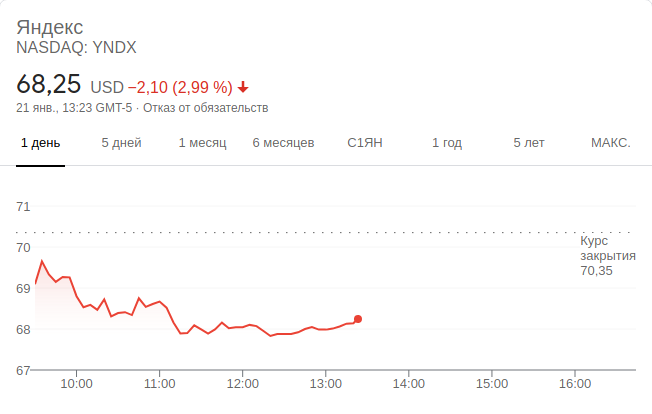 Яндекс
NASDAQ: YNDX
68,25 USD −2,10 (2,99 %)
21 янв., 13:23 GMT-5 · Отказ от обязательств
1 день 5 дней 1 месяц 6 месяцев С1ЯН 1 год 5 лет МАКС.
71
70
69
68
67
Курс
закрытия
70,35
10:00 11:00 12:00 13:00 14:00 15:00 16:00